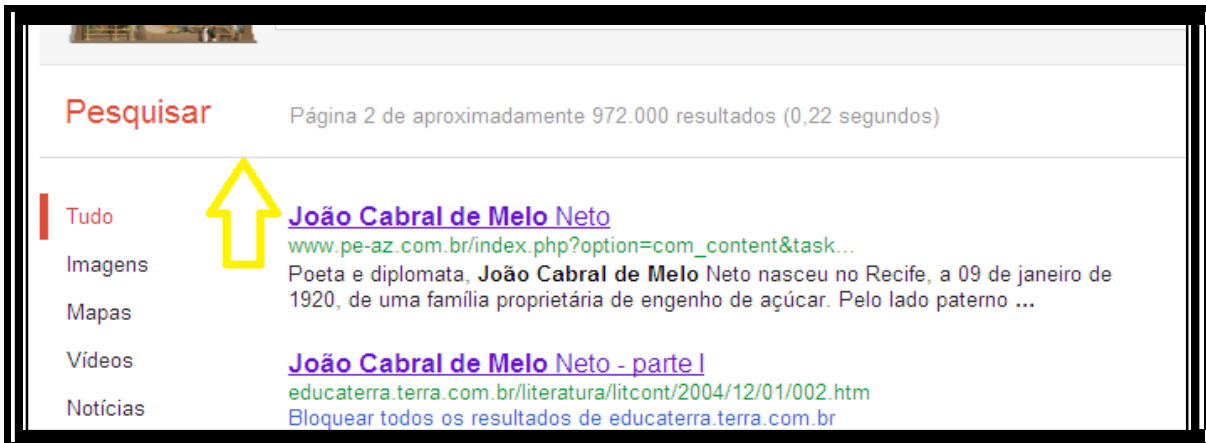 Pesquisar
Página 2 de aproximadamente 972.000 resultados (0,22 segundos)
Tudo
Imagens
Mapas
Vídeos
Notícias
João Cabral de Melo Neto
www.pe-az.com.br/index.php?option=com_content&task...
Poeta e diplomata, João Cabral de Melo Neto nasceu no Recife, a 09 de janeiro de
1920, de uma família proprietária de engenho de açúcar. Pelo lado paterno ...
João Cabral de Melo Neto - parte I
educaterra.terra.com.br/literatura/litcont/2004/12/01/002.htm
Bloquear todos os resultados de educaterra.terra.com.br